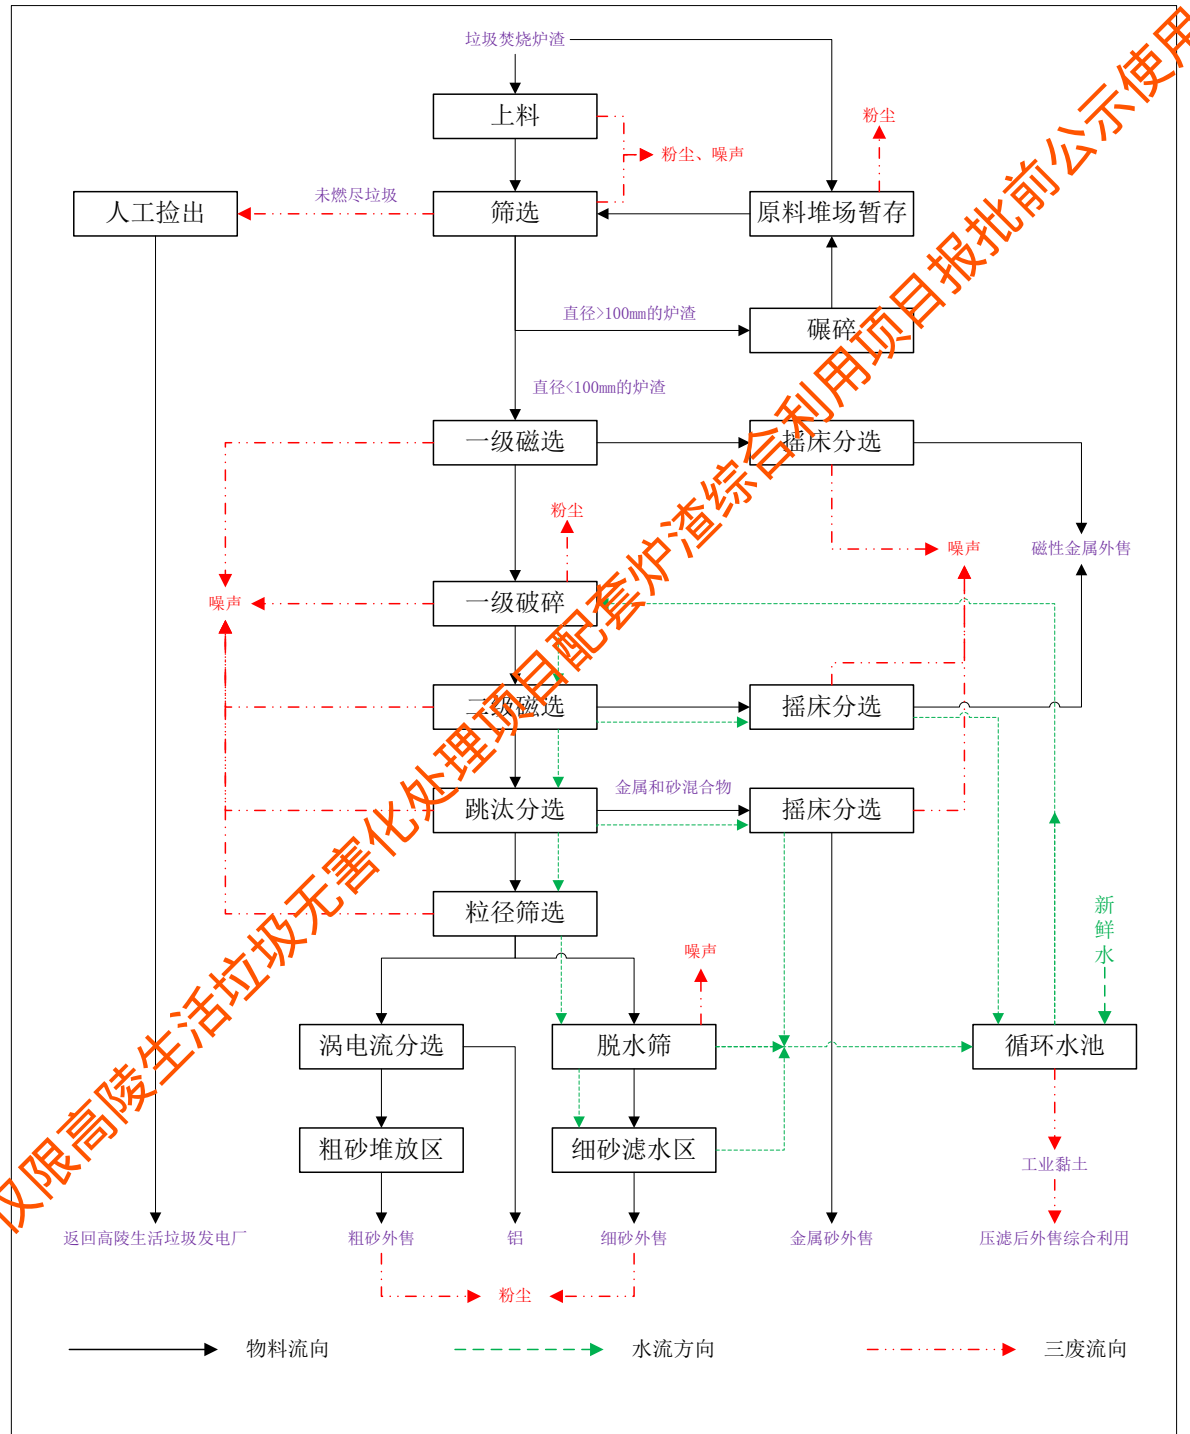 垃圾焚烧炉渣
上料
粉尘
粉尘、噪声
未燃尽垃圾
人工捡出
筛选
原料堆场暂存
直径>100mm的炉渣
碾碎
直径<100mm的炉渣
一级磁选
摇床分选
粉尘
噪声
磁性金属外售
噪声
一级破碎
二级磁选
摇床分选
金属和砂混合物
跳汰分选
摇床分选
粒径筛选
新鲜水
噪声
涡电流分选
脱水筛
循环水池
粗砂堆放区
细砂滤水区
工业黏土
返回高陵生活垃圾发电厂
粗砂外售
铝
细砂外售
金属砂外售
压滤后外售综合利用
粉尘
物料流向
水流方向
三废流向
仅限高陵生活垃圾无害化处理项目配套炉渣综合利用项目报批前公示使用